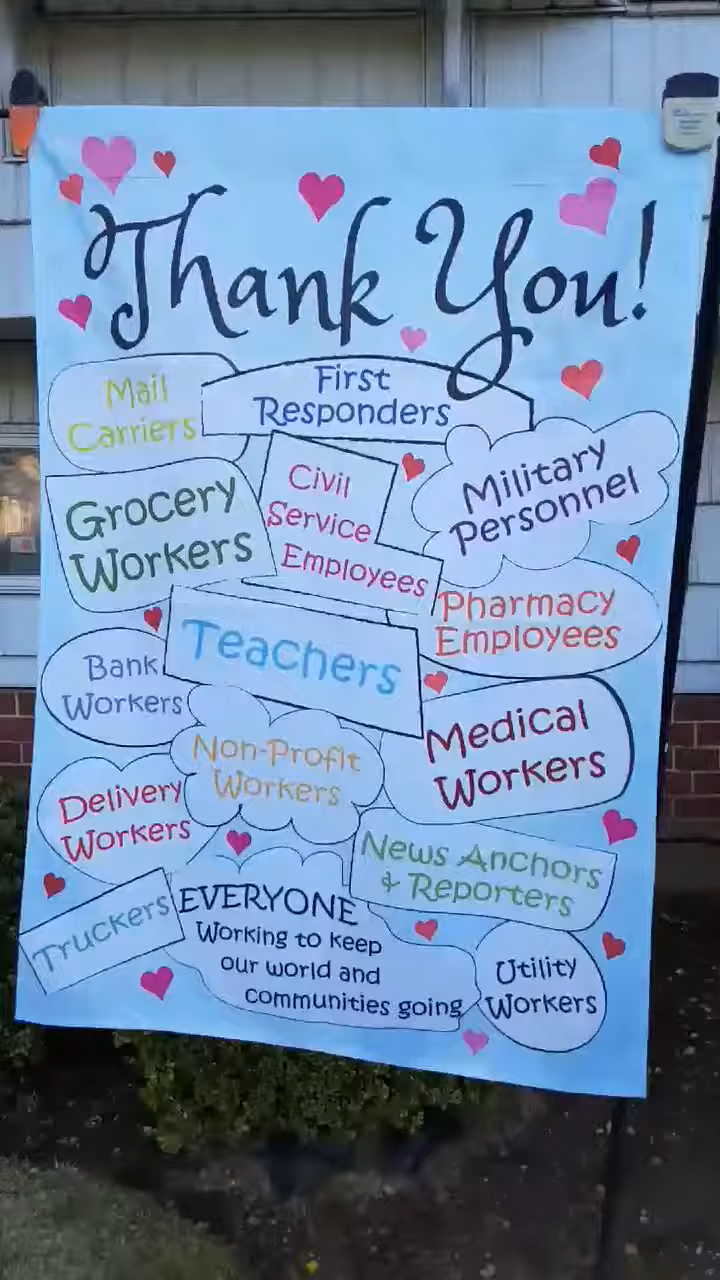 Thank You!
Mail
Carriers
First
Responders
Military
Personnel
Grocery
Workers
Civil
Service
Employees
Pharmacy
Employees
Teachers
Bank
Workers
Medical
Workers
Non-Profit
Workers
Delivery
Workers
News Anchors
& Reporters
Truckers
EVERYONE
Working to keep
our world and
communities going
Utility
Workers